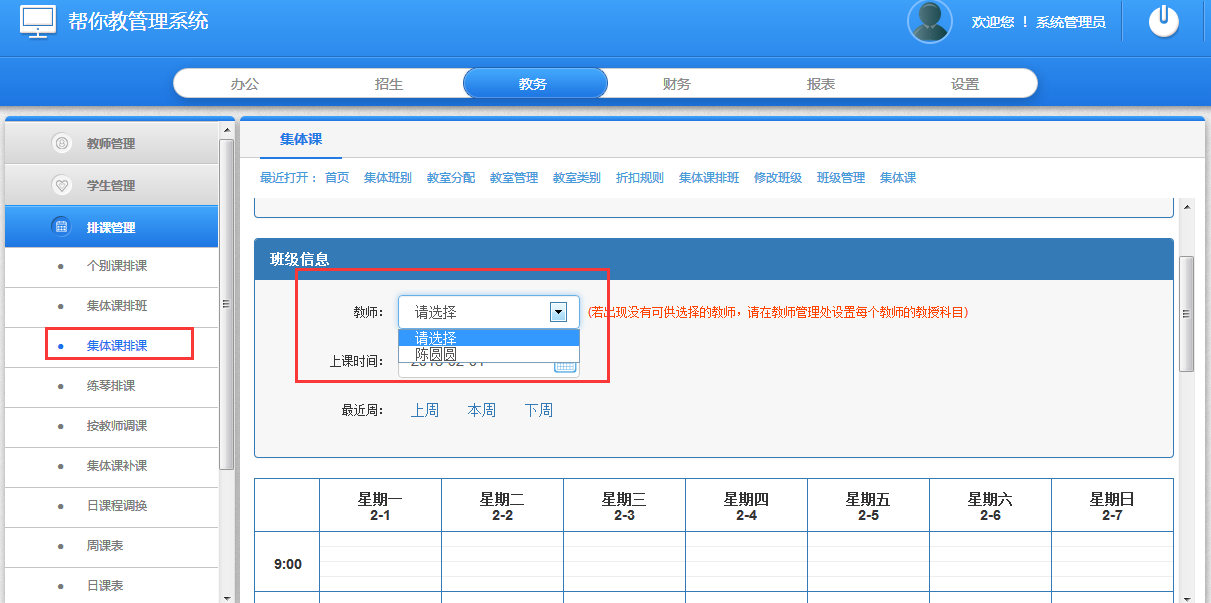 帮你教管理系统
欢迎您 ！ 系统管理员
办公 招生 教务 财务 报表 设置
教师管理
学生管理
排课管理
个别课排课
集体课排班
集体课排课
练琴排课
按教师调课
集体课补课
日课程调换
周课表
日课表
集体课
最近打开： 首页 集体班别 教室分配 教室管理 教室类别 折扣规则 集体课排班 修改班级 班级管理 集体课
班级信息
教师： 请选择 (若出现没有可供选择的教师，请在教师管理处设置每个教师的教授科目)
请选择
陈圆圆
上课时间：
最近周： 上周 本周 下周
星期一 星期二 星期三 星期四 星期五 星期六 星期日
2-1 2-2 2-3 2-4 2-5 2-6 2-7
9:00